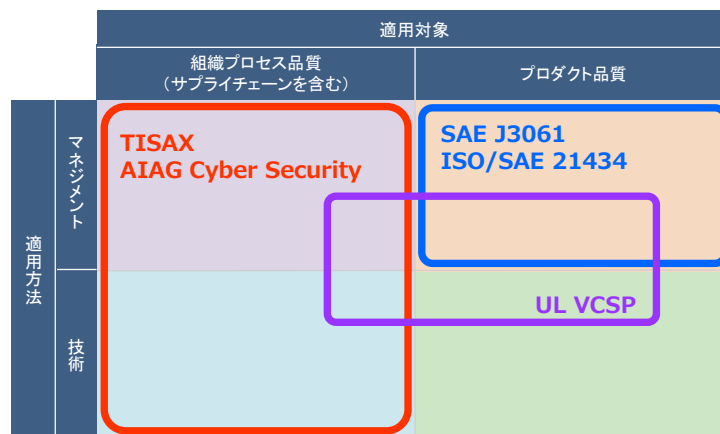 適用対象
組織プロセス品質
（サプライチェーンを含む）
プロダクト品質
適用方法
マネジメント
TISAX
AIAG Cyber Security
SAE J3061
ISO/SAE 21434
UL VCSP
技術